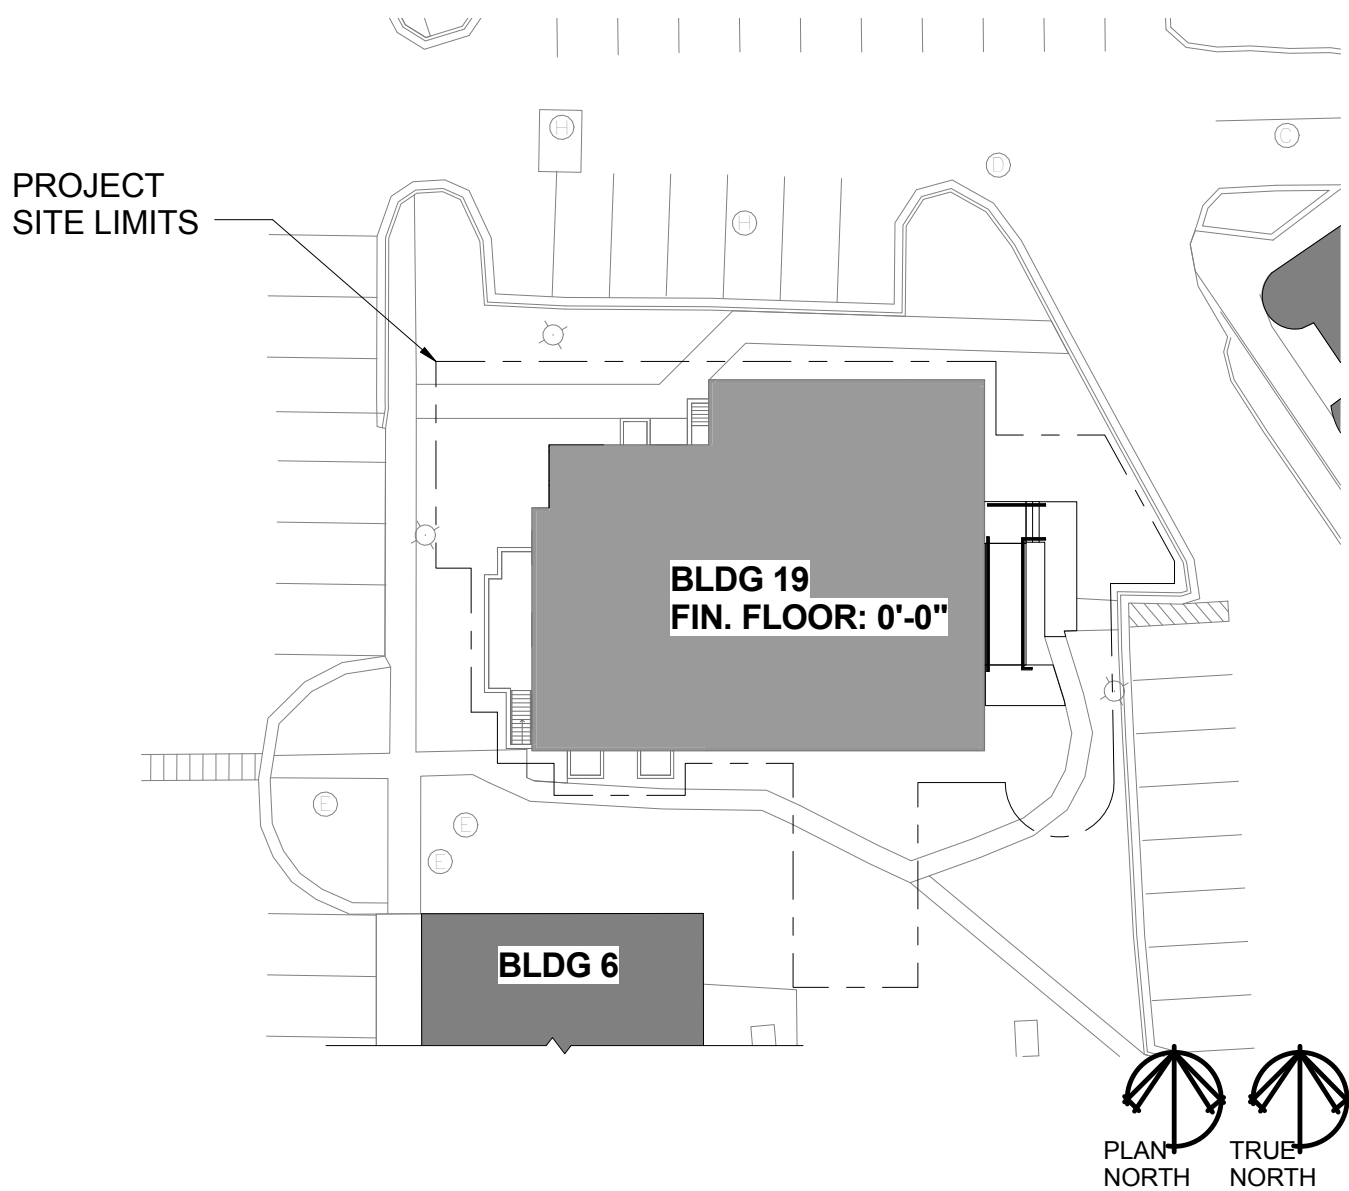 H
C
D
PROJECT
SITE LIMITS
H
BLDG 19
FIN. FLOOR: 0'-0"
E
E
E
BLDG 6
PLAN
NORTH
TRUE
NORTH